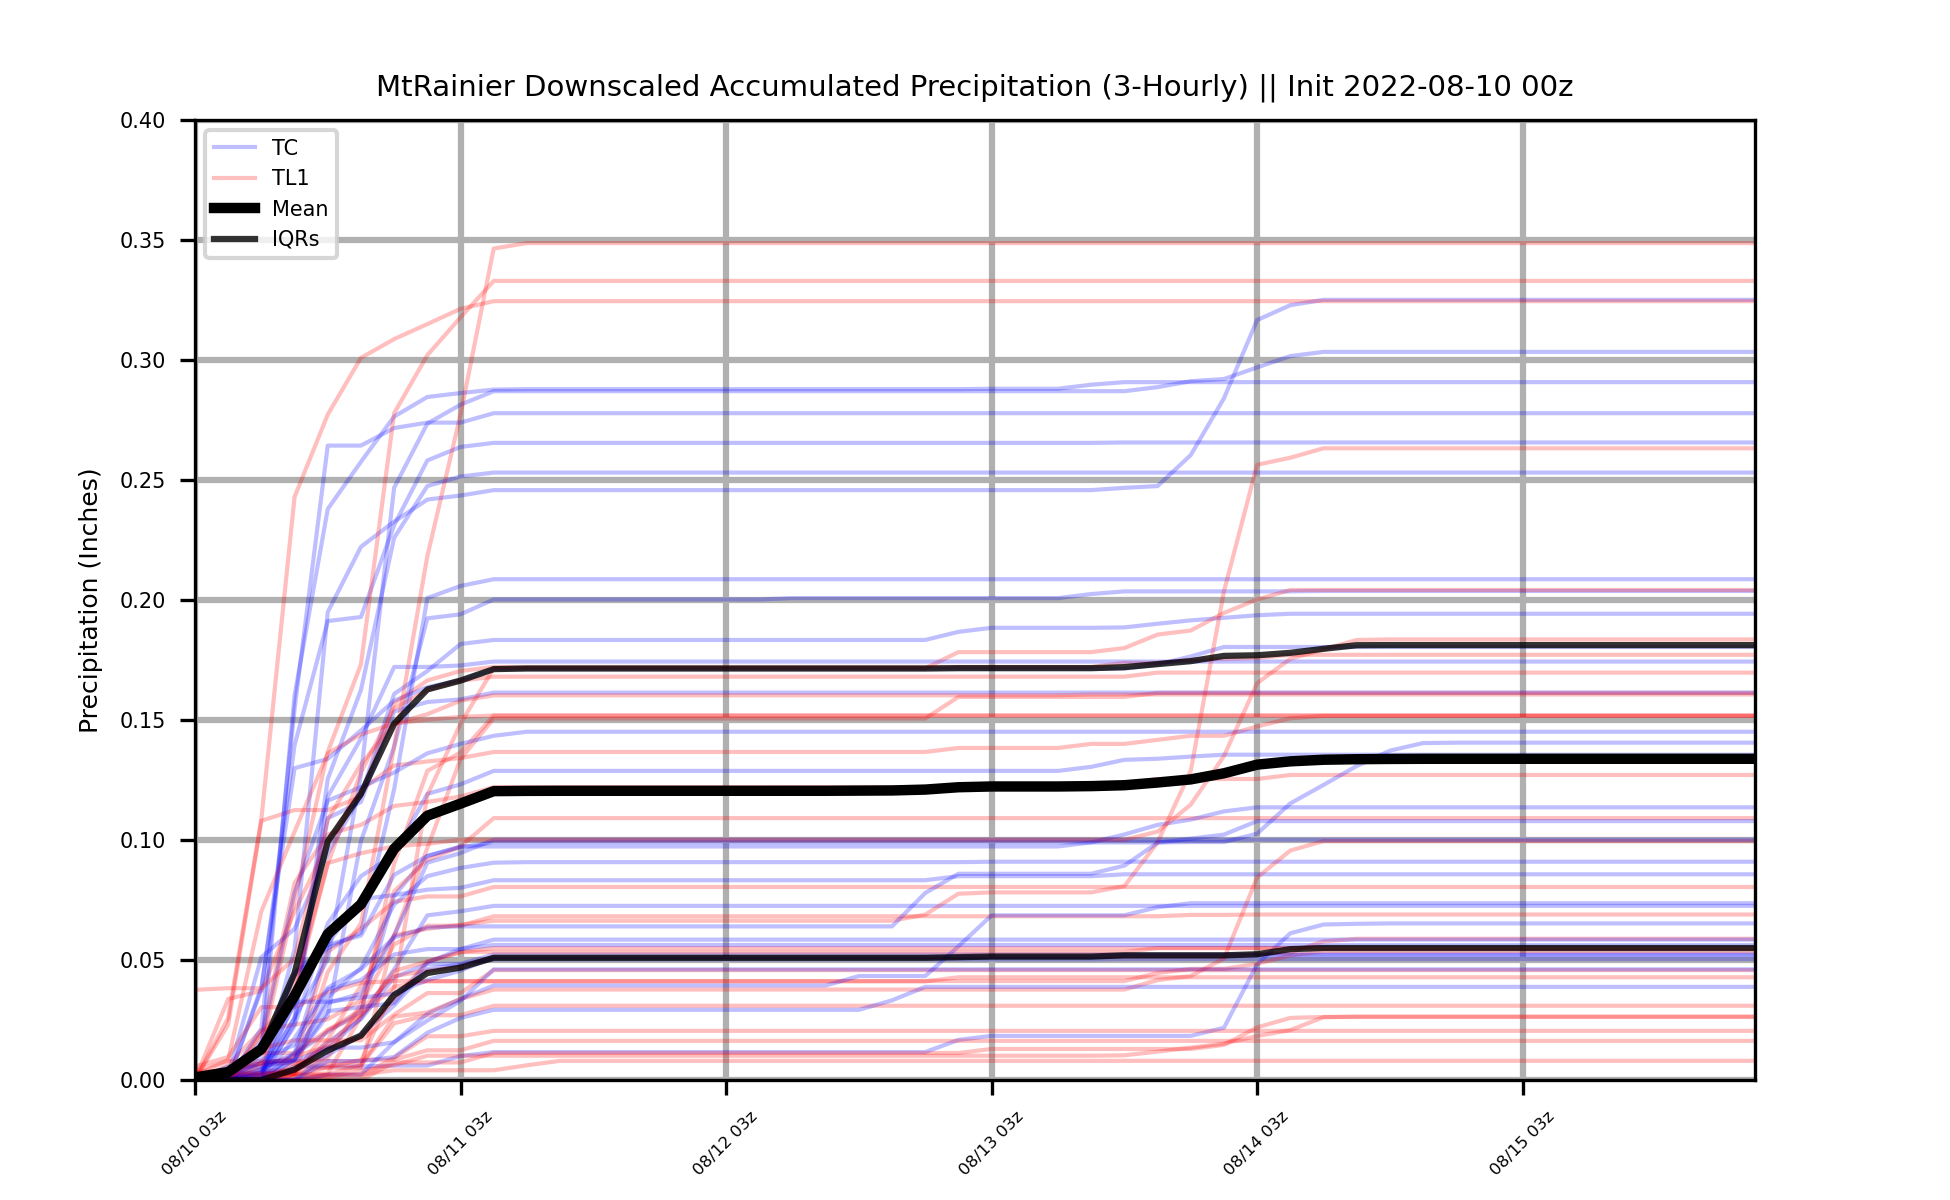 MtRainier Downscaled Accumulated Precipitation (3-Hourly) || Init 2022-08-10 00z
TC
TL1
Mean
IQRs
Precipitation (Inches)
0.40
0.35
0.30
0.25
0.20
0.15
0.10
0.05
0.00
08/10 03z
08/11 03z
08/12 03z
08/13 03z
08/14 03z
08/15 03z